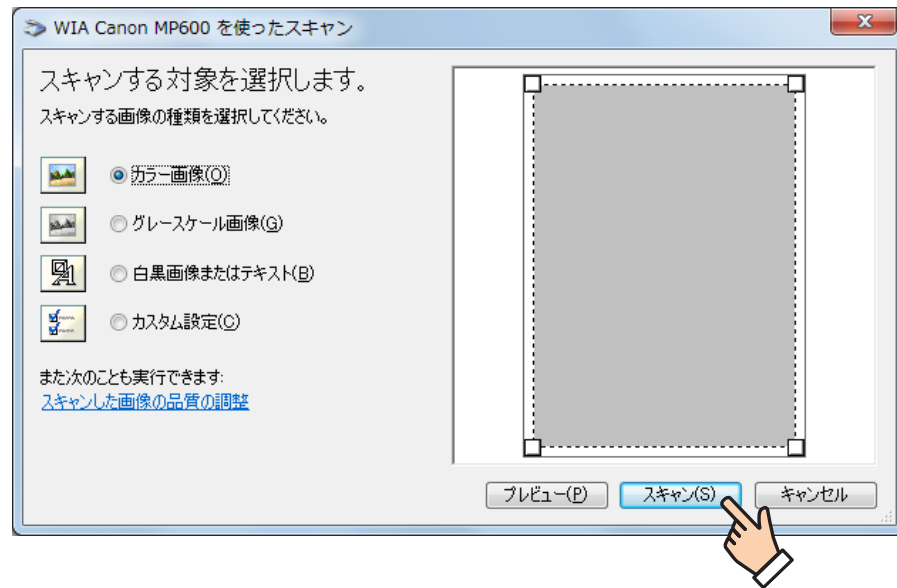 WIA Canon MP600 を使ったスキャン
スキャンする対象を選択します。
スキャンする画像の種類を選択してください。
カラー画像(O)
グレースケール画像(G)
白黒画像またはテキスト(B)
カスタム設定(C)
また次のことも実行できます:
スキャンした画像の品質の調整
プレビュー(P) スキャン(S) キャンセル